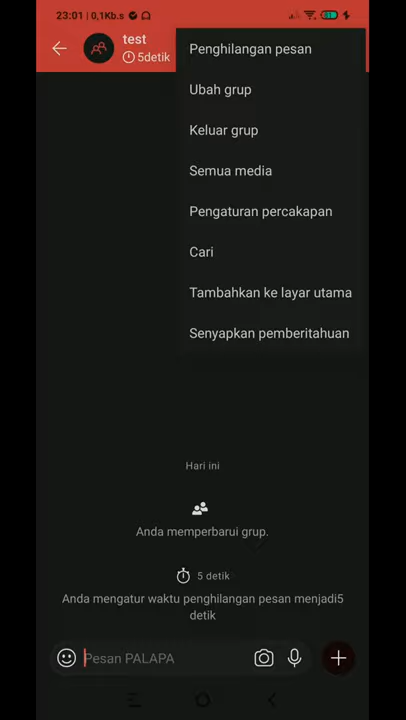 23:01 | 0,1Kb.s
test
5detik
Penghilangan pesan
Ubah grup
Keluar grup
Semua media
Pengaturan percakapan
Cari
Tambahkan ke layar utama
Senyapkan pemberitahuan
Hari ini
Anda memperbarui grup.
5 detik
Anda mengatur waktu penghilangan pesan menjadi5
detik
Pesan PALAPA